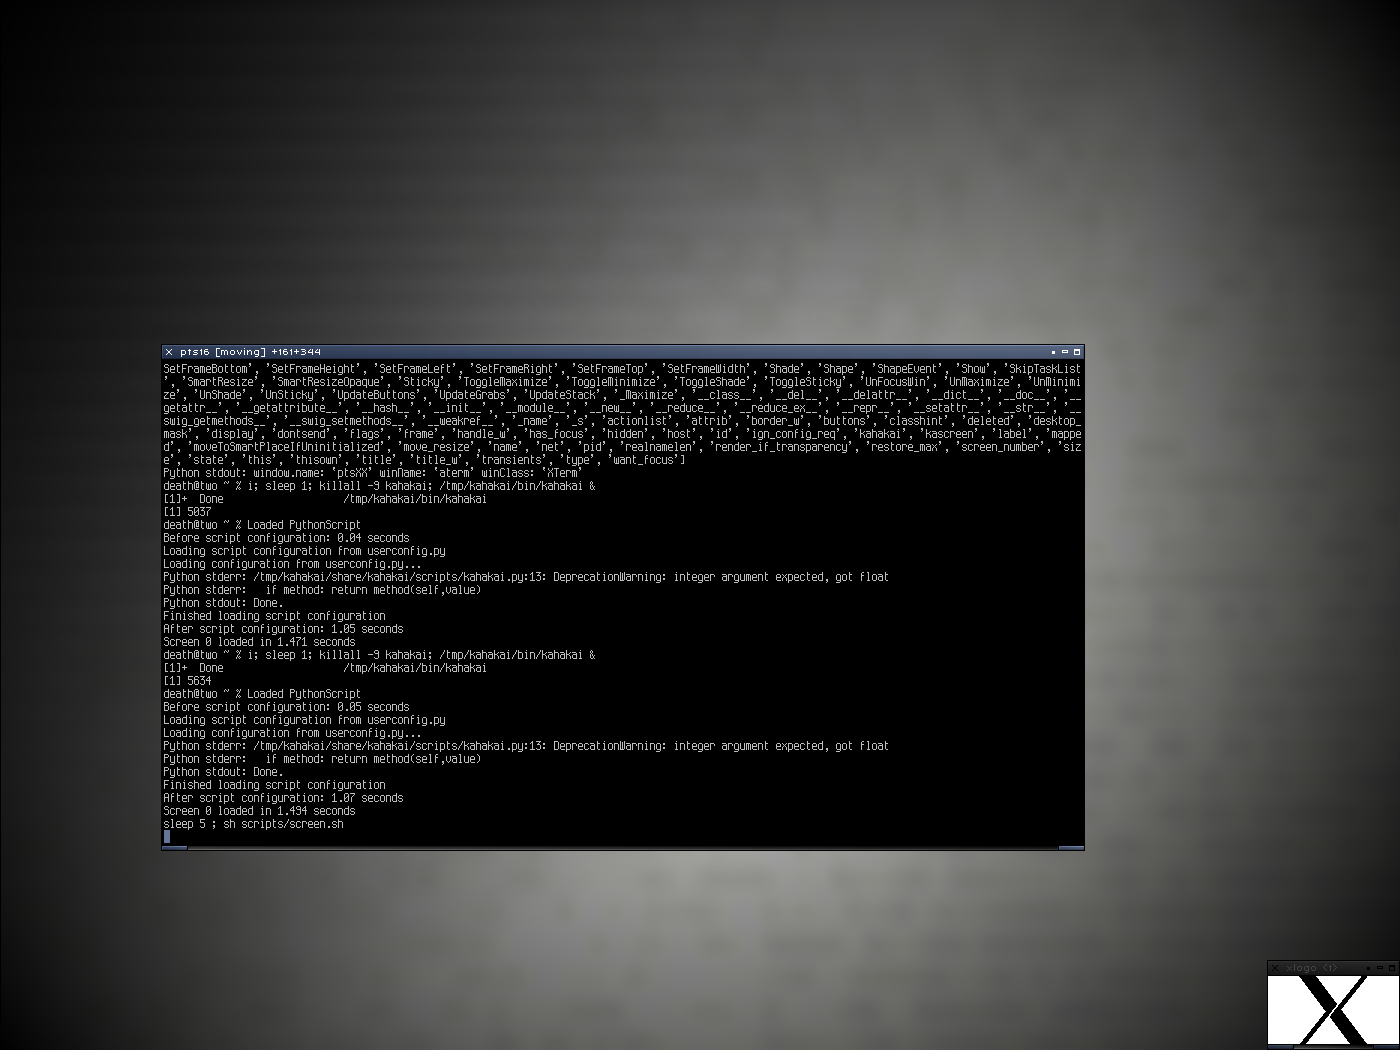 pts16 [moving] +161+344
SetFrameBottom', 'SetFrameHeight', 'SetFrameLeft', 'SetFrameRight', 'SetFrameTop', 'SetFrameWidth', 'Shade', 'Shape', 'ShapeEvent', 'Show', 'SkipTaskList
', 'SmartResize', 'SmartResizeOpaque', 'Sticky', 'ToggleMaximize', 'ToggleMinimize', 'ToggleShade', 'ToggleSticky', 'UnFocusWin', 'UnMaximize', 'UnMinimi
ze', 'UnShade', 'UnSticky', 'UpdateButtons', 'UpdateGrabs', 'UpdateStack', '_Maximize', '__class__', '__del__', '__delattr__', '__dict__', '__doc__', '__
getattr__', '__getattribute__', '__hash__', '__init__', '__module__', '__new__', '__reduce__', '__reduce_ex__', '__repr__', '__setattr__', '__str__', '__
swig_getmethods__', '__swig_setmethods__', '__weakref__', '_name', '_s', 'actionlist', 'attrib', 'border_w', 'buttons', 'classhint', 'deleted', 'desktop_
mask', 'display', 'dontsend', 'flags', 'frame', 'handle_w', 'has_focus', 'hidden', 'host', 'id', 'ign_config_req', 'kahakai', 'kascreen', 'label', 'mappe
d', 'moveToSmartPlaceIfUninitialized', 'move_resize', 'name', 'net', 'pid', 'realnamelen', 'render_if_transparency', 'restore_max', 'screen_number', 'siz
e', 'state', 'this', 'thisown', 'title', 'title_w', 'transients', 'type', 'want_focus']
Python stdout: window.name: 'ptsXX' winName: 'aterm' winClass: 'XTerm'
death@two ~ % i; sleep 1; killall -9 kahakai; /tmp/kahakai/bin/kahakai &
[1]+  Done                    /tmp/kahakai/bin/kahakai
[1] 5037
death@two ~ % Loaded PythonScript
Before script configuration: 0.04 seconds
Loading script configuration from userconfig.py
Loading configuration from userconfig.py...
Python stderr: /tmp/kahakai/share/kahakai/scripts/kahakai.py:13: DeprecationWarning: integer argument expected, got float
Python stderr:   if method: return method(self,value)
Python stdout: Done.
Finished loading script configuration
After script configuration: 1.05 seconds
Screen 0 loaded in 1.471 seconds
death@two ~ % i; sleep 1; killall -9 kahakai; /tmp/kahakai/bin/kahakai &
[1]+  Done                    /tmp/kahakai/bin/kahakai
[1] 5634
death@two ~ % Loaded PythonScript
Before script configuration: 0.05 seconds
Loading script configuration from userconfig.py
Loading configuration from userconfig.py...
Python stderr: /tmp/kahakai/share/kahakai/scripts/kahakai.py:13: DeprecationWarning: integer argument expected, got float
Python stderr:   if method: return method(self,value)
Python stdout: Done.
Finished loading script configuration
After script configuration: 1.07 seconds
Screen 0 loaded in 1.494 seconds
sleep 5 ; sh scripts/screen.sh
xlogo <1>